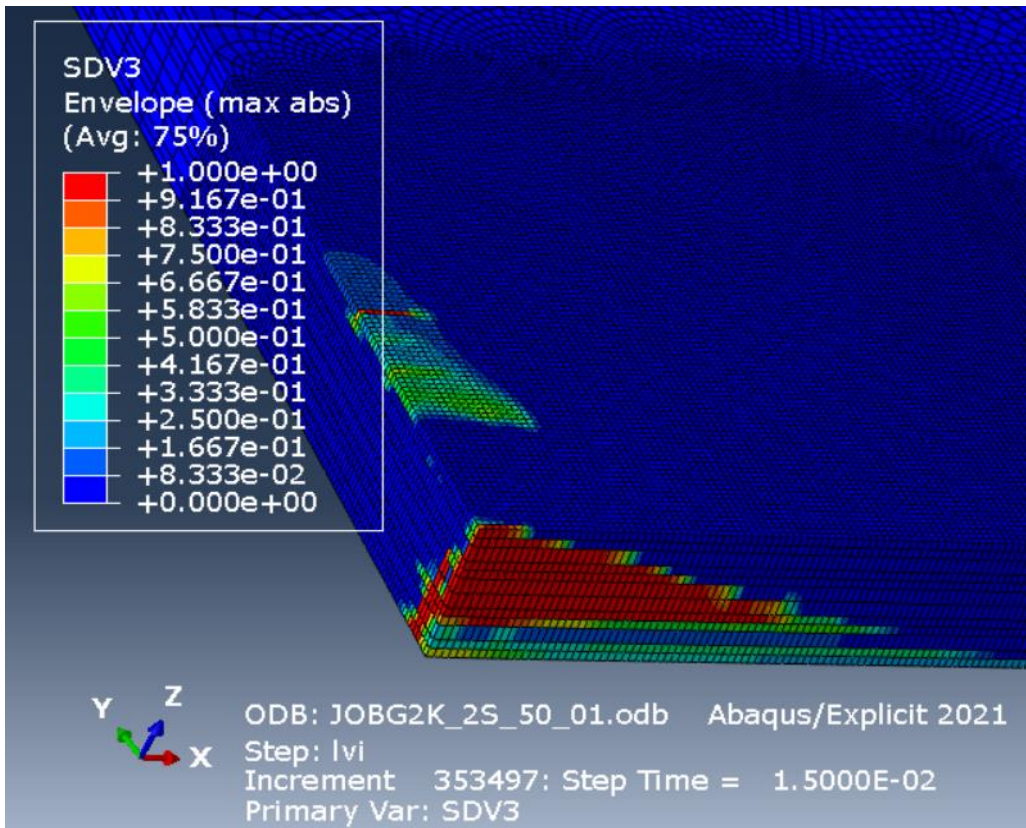 SDV3
Envelope (max abs)
(Avg: 75%)
+1.000e+00
+9.167e-01
+8.333e-01
+7.500e-01
+6.667e-01
+5.833e-01
+5.000e-01
+4.167e-01
+3.333e-01
+2.500e-01
+1.667e-01
+8.333e-02
+0.000e+00
Y
Z
X
ODB: JOBG2K_2S_50_01.odb Abaqus/Explicit 2021
Step: lvi
Increment 353497: Step Time = 1.5000E-02
Primary Var: SDV3